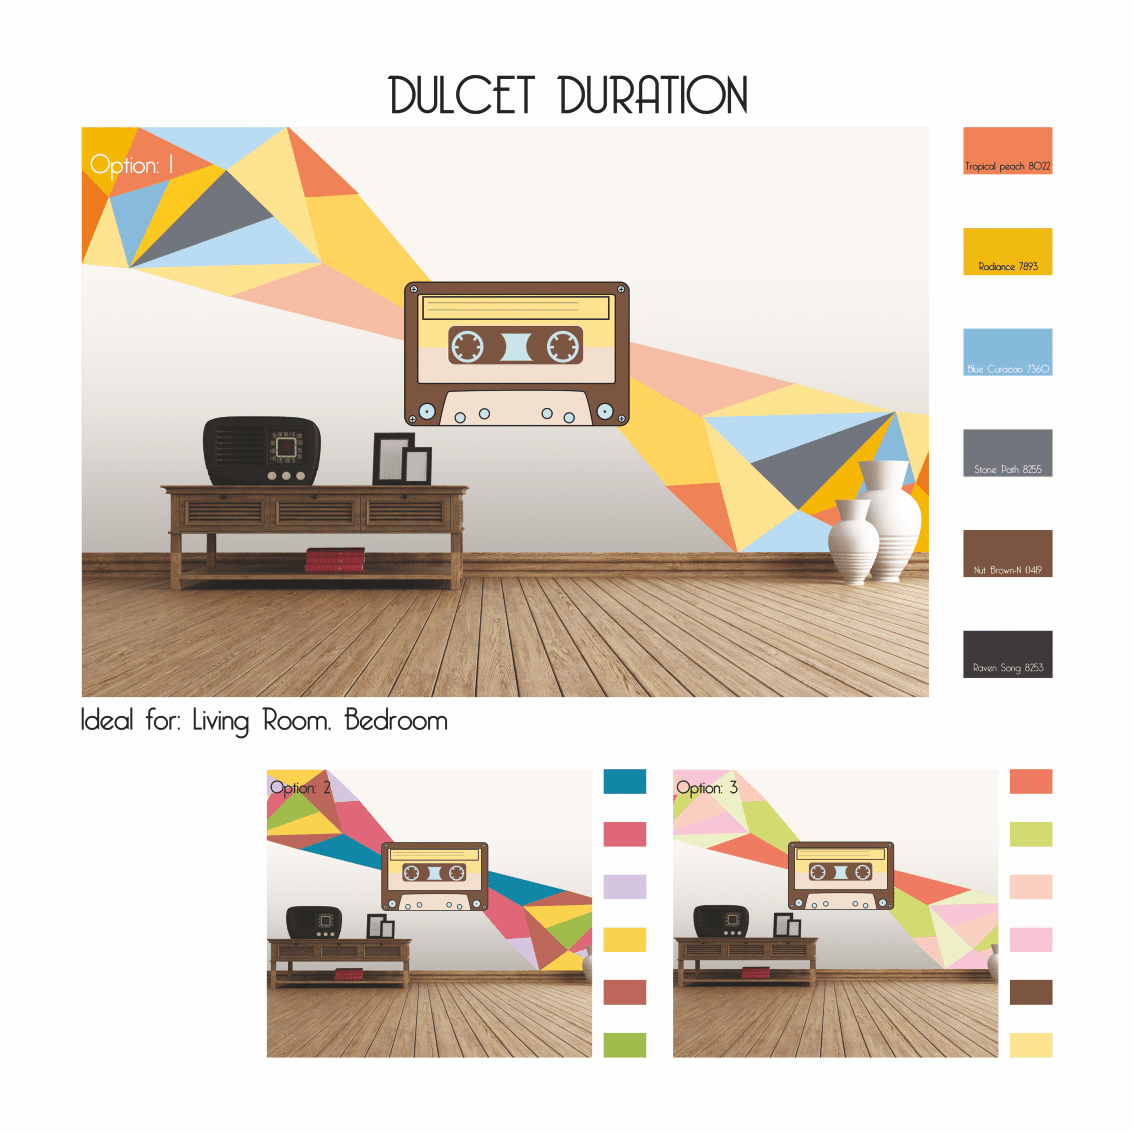 DULCET DURATION
Option: 1
Tropical peach 8022
Radiance 7893
Blue Curacao 7360
Stone Path 8255
Nut Brown-N 0419
Raven Song 8253
Ideal for: Living Room, Bedroom
Option: 2
Option: 3